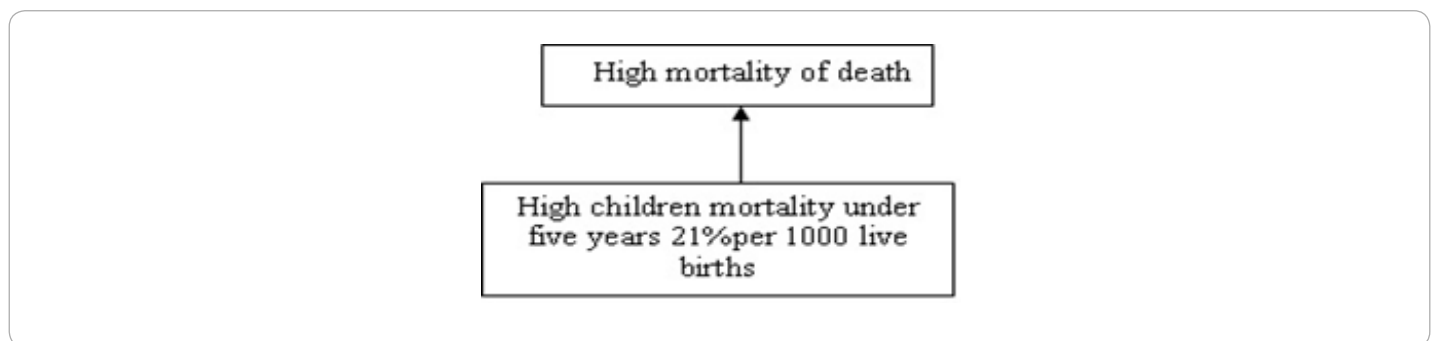 High mortality of death
High children mortality under
five years 21%per 1000 live
births